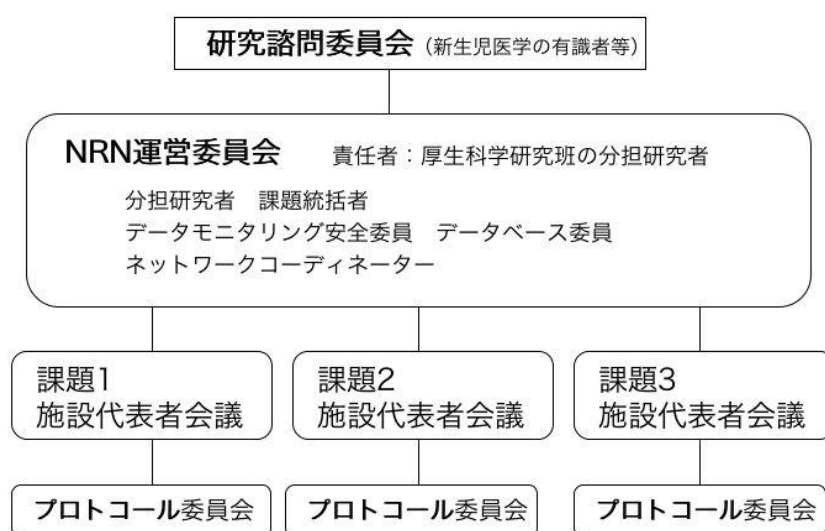 研究諮問委員会（新生児医学の有識者等）
NRN運営委員会　責任者：厚生科学研究班の分担研究者
分担研究者　課題統括者
データモニタリング安全委員　データベース委員
ネットワークコーディネーター
課題1
施設代表者会議
課題2
施設代表者会議
課題3
施設代表者会議
プロトコール委員会
プロトコール委員会
プロトコール委員会